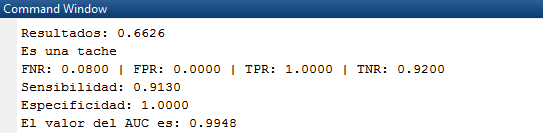 Command Window
Resultados: 0.6626
Es una tache
FNR: 0.0800 | FPR: 0.0000 | TPR: 1.0000 | TNR: 0.9200
Sensibilidad: 0.9130
Especificidad: 1.0000
El valor del AUC es: 0.9948